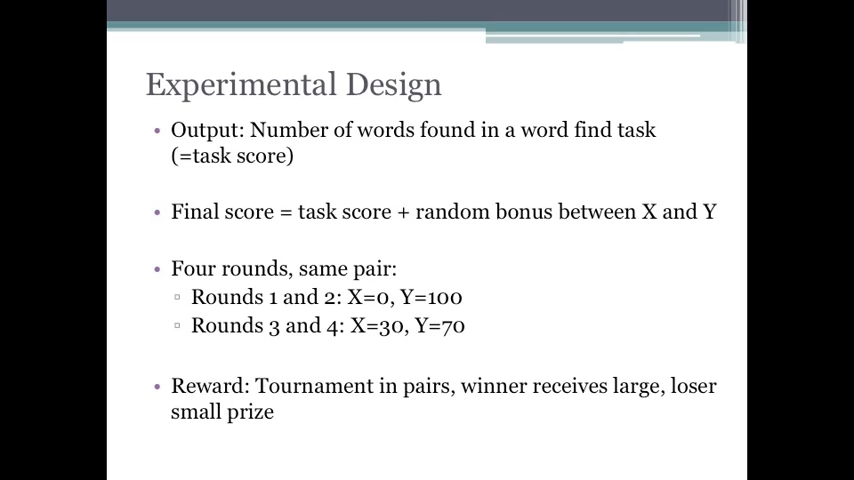 Experimental Design
• Output: Number of words found in a word find task
(=task score)
• Final score = task score + random bonus between X and Y
• Four rounds, same pair:
▫ Rounds 1 and 2: X=0, Y=100
▫ Rounds 3 and 4: X=30, Y=70
• Reward: Tournament in pairs, winner receives large, loser
small prize